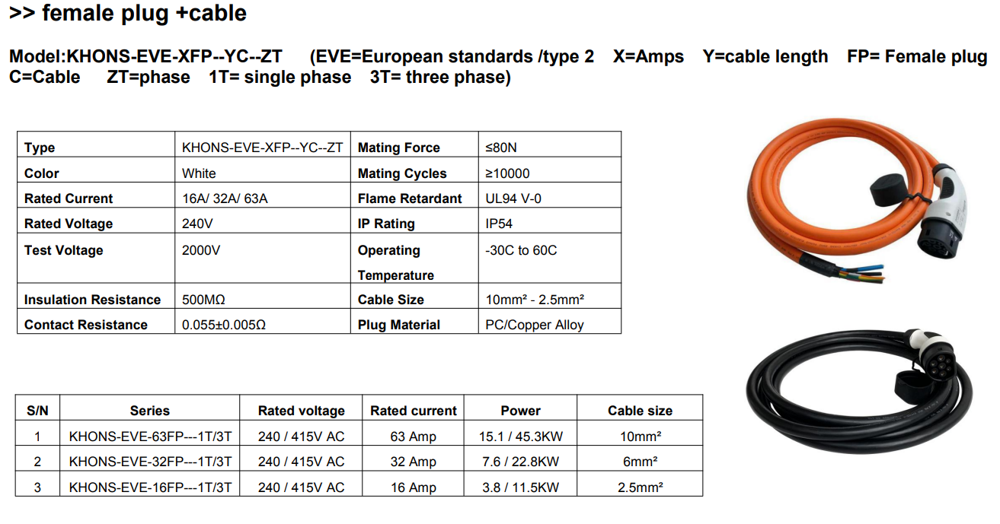 >> female plug +cable
Model:KHONS-EVE-XFP--YC--ZT (EVE=European standards /type 2 X=Amps Y=cable length FP= Female plug
C=Cable ZT=phase 1T= single phase 3T= three phase)
Type KHONS-EVE-XFP--YC--ZT Mating Force ≤80N
Color White Mating Cycles ≥10000
Rated Current 16A/ 32A/ 63A Flame Retardant UL94 V-0
Rated Voltage 240V IP Rating IP54
Test Voltage 2000V Operating -30C to 60C
Temperature
Insulation Resistance 500MΩ Cable Size 10mm² - 2.5mm²
Contact Resistance 0.055±0.005Ω Plug Material PC/Copper Alloy
S/N Series Rated voltage Rated current Power Cable size
1 KHONS-EVE-63FP---1T/3T 240 / 415V AC 63 Amp 15.1 / 45.3KW 10mm²
2 KHONS-EVE-32FP---1T/3T 240 / 415V AC 32 Amp 7.6 / 22.8KW 6mm²
3 KHONS-EVE-16FP---1T/3T 240 / 415V AC 16 Amp 3.8 / 11.5KW 2.5mm²